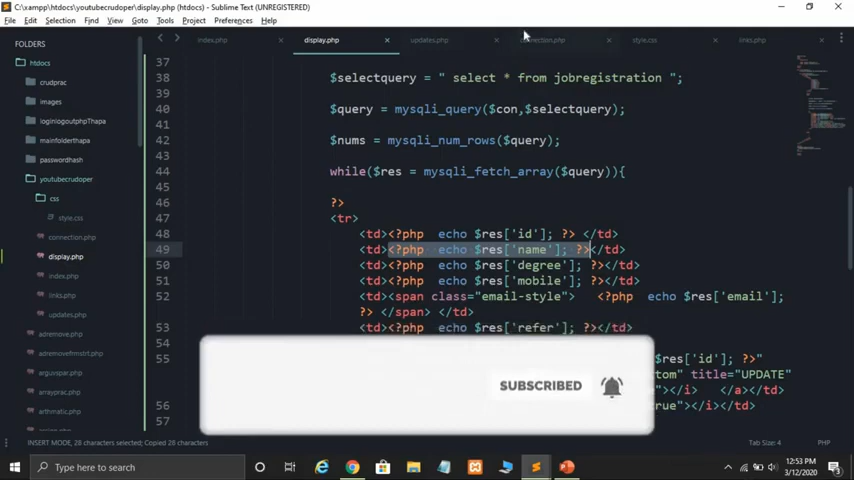 C:\xampp\htdocs\youtubecrudoper\display.php (htdocs) - Sublime Text (UNREGISTERED)
File Edit Selection Find View Goto Tools Project Preferences Help
index.php display.php updates.php connection.php style.css links.php
FOLDERS
htdocs
crudprac
images
loginlogoutphpThapa
mainfolderthapa
passwordhash
youtubecrudoper
css
style.css
connection.php
display.php
index.php
links.php
updates.php
adremove.php
adremovefrmstrt.php
arguvspar.php
arrayprac.php
arthmatic.php
37
38 $selectquery = " select * from jobregistration ";
39
40 $query = mysqli_query($con,$selectquery);
41
42 $nums = mysqli_num_rows($query);
43
44 while($res = mysqli_fetch_array($query)){
45
46 ?>
47 <tr>
48 <td><?php echo $res['id']; ?> </td>
49 <td><?php echo $res['name']; ?></td>
50 <td><?php echo $res['degree']; ?></td>
51 <td><?php echo $res['mobile']; ?></td>
52 <td><span class="email-style"> <?php echo $res['email'];
?> </span> </td>
53 <td><?php echo $res['refer']; ?></td>
54
55 $res['id']; ?>"
tom" title="UPDATE
"></i> </a></td>
56 rue"></i></td>
57
SUBSCRIBED
INSERT MODE, 28 characters selected; Copied 28 characters Tab Size: 4 PHP
Type here to search
12:53 PM
3/12/2020